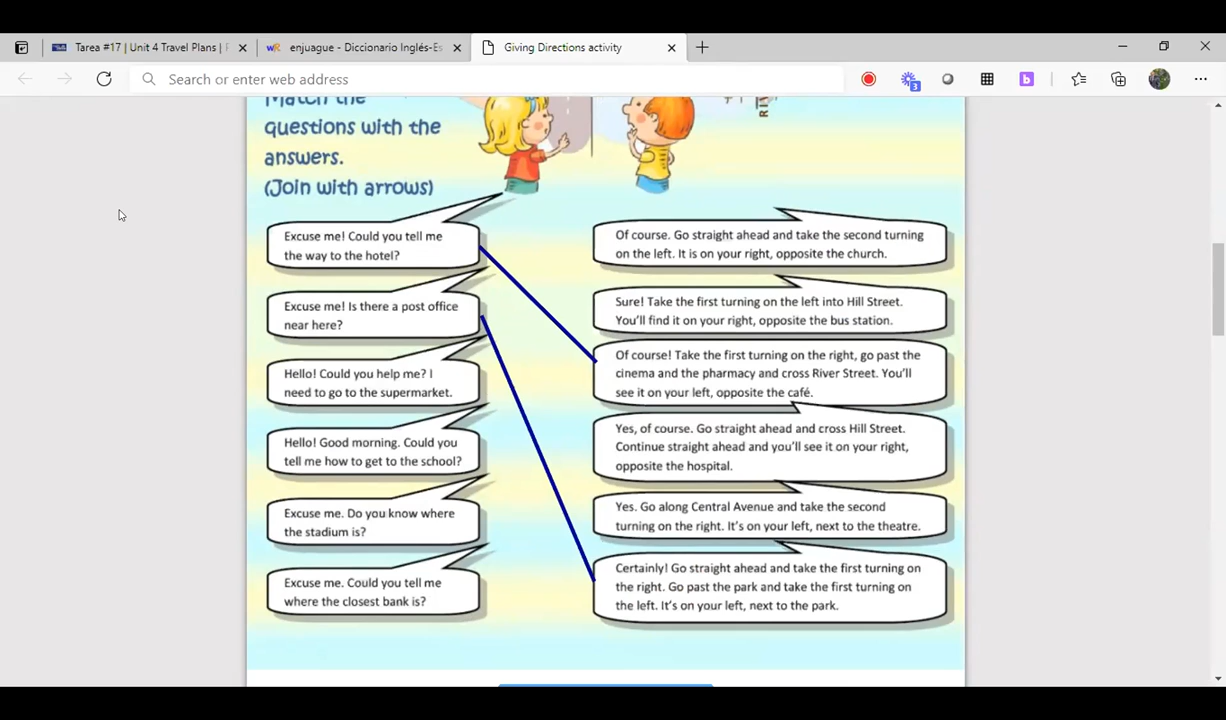 Tarea #17 | Unit 4 Travel Plans |
enjuague - Diccionario Inglés-Es
Giving Directions activity
Search or enter web address
3
b
Match the
questions with the
answers.
(Join with arrows)
Excuse me! Could you tell me
the way to the hotel?
Excuse me! Is there a post office
near here?
Hello! Could you help me? I
need to go to the supermarket.
Hello! Good morning. Could you
tell me how to get to the school?
Excuse me. Do you know where
the stadium is?
Excuse me. Could you tell me
where the closest bank is?
Of course. Go straight ahead and take the second turning
on the left. It is on your right, opposite the church.
Sure! Take the first turning on the left into Hill Street.
You'll find it on your right, opposite the bus station.
Of course! Take the first turning on the right, go past the
cinema and the pharmacy and cross River Street. You'll
see it on your left, opposite the café.
Yes, of course. Go straight ahead and cross Hill Street.
Continue straight ahead and you'll see it on your right,
opposite the hospital.
Yes. Go along Central Avenue and take the second
turning on the right. It's on your left, next to the theatre.
Certainly! Go straight ahead and take the first turning on
the right. Go past the park and take the first turning on
the left. It's on your left, next to the park.